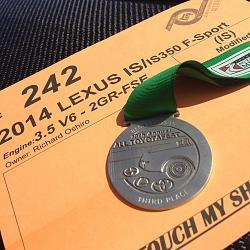 # 242
2014 LEXUS IS/IS350 F-Sport
(IS)
Engine: 3.5 V6 - 2GR-FSE
Modified
Owner: Richard Oshiro
ALL TOYOTAFEST
THIRD PLACE
TOUCH MY SH